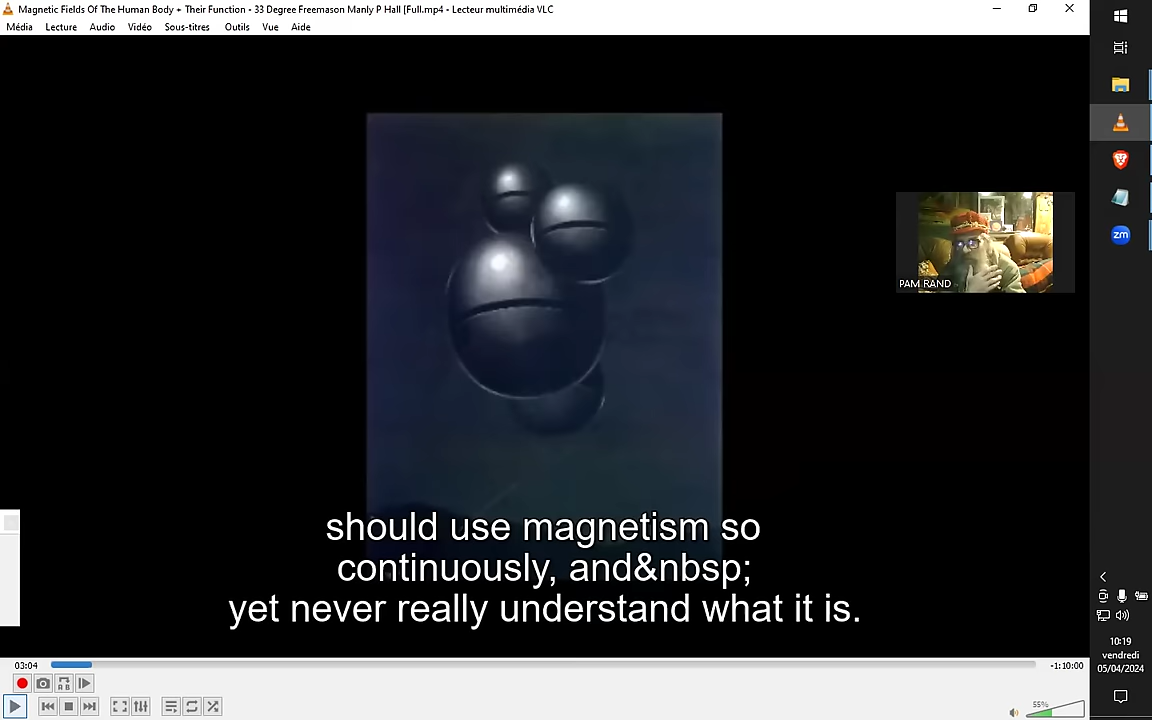 Magnetic Fields Of The Human Body + Their Function - 33 Degree Freemason Manly P Hall [Full.mp4 - Lecteur multimédia VLC
Média Lecture Audio Vidéo Sous-titres Outils Vue Aide
PAM RAND
zm
should use magnetism so
continuously, and&nbsp;
yet never really understand what it is.
03:04
-1:10:00
55%
10:19
vendredi
05/04/2024